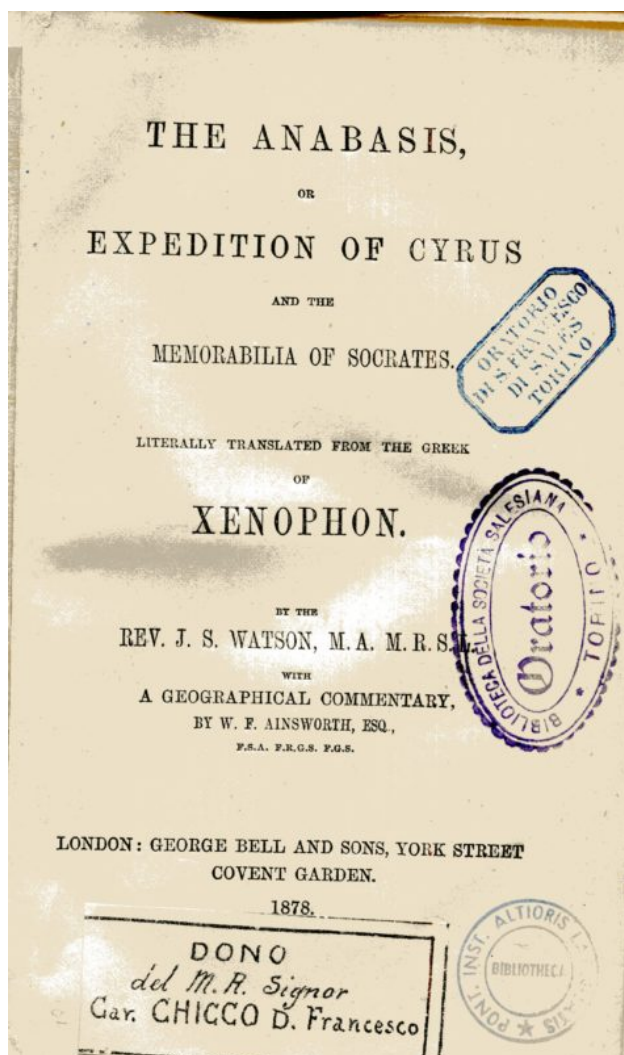 THE ANABASIS,
OR
EXPEDITION OF CYRUS
AND THE
MEMORABILIA OF SOCRATES.
ORATORIO
DI S. FRANCESCO
DI SALES
TORINO
LITERALLY TRANSLATED FROM THE GREEK
OF
XENOPHON.
BIBLIOTECA DELLA SOCIETÀ SALESIANA
Oratorio
* TORINO *
BY THE
REV. J. S. WATSON, M.A. M.R.S.L.
WITH
A GEOGRAPHICAL COMMENTARY,
BY W. F. AINSWORTH, ESQ.,
F.S.A. F.R.G.S. F.G.S.
LONDON: GEORGE BELL AND SONS, YORK STREET
COVENT GARDEN.
1878.
DONO
del M. R. Signor
Cav. CHICCO D. Francesco
PONT. INST. ALTIORIS
BIBLIOTHECA